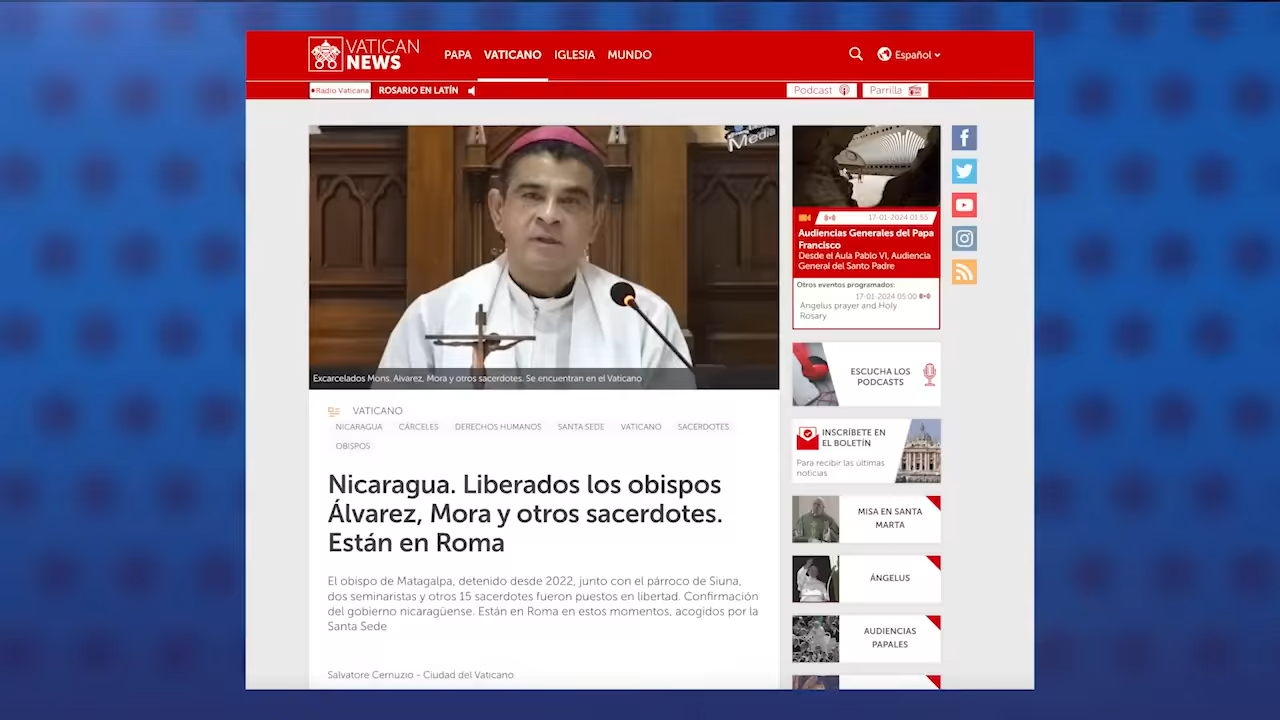 VATICAN
NEWS
PAPA VATICANO IGLESIA MUNDO
Español
Radio Vaticana
ROSARIO EN LATÍN
Podcast
Parrilla
Media
Excarcelados Mons. Alvarez, Mora y otros sacerdotes. Se encuentran en el Vaticano
VATICANO
NICARAGUA CÁRCELES DERECHOS HUMANOS SANTA SEDE VATICANO SACERDOTES
OBISPOS
Nicaragua. Liberados los obispos
Álvarez, Mora y otros sacerdotes.
Están en Roma
El obispo de Matagalpa, detenido desde 2022, junto con el párroco de Siuna,
dos seminaristas y otros 15 sacerdotes fueron puestos en libertad. Confirmación
del gobierno nicaragüense. Están en Roma en estos momentos, acogidos por la
Santa Sede
Salvatore Cernuzio - Ciudad del Vaticano
17-01-2024 01:55
Audiencias Generales del Papa
Francisco
Desde el Aula Pablo VI, Audiencia
General del Santo Padre
Otros eventos programados:
17-01-2024 05:00
Angelus prayer and Holy
Rosary
ESCUCHA LOS
PODCASTS
INSCRÍBETE EN
EL BOLETÍN
Para recibir las últimas
noticias
MISA EN SANTA
MARTA
ÁNGELUS
AUDIENCIAS
PAPALES